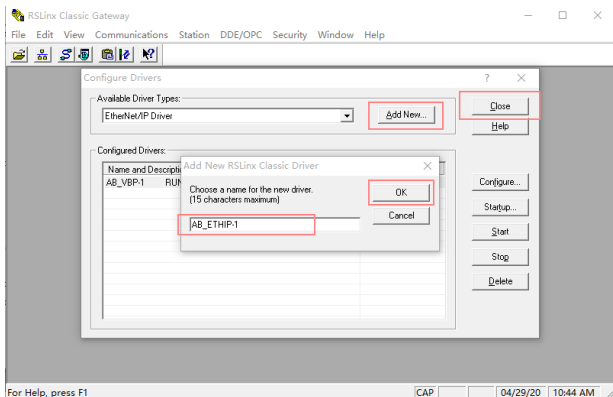 RSLinx Classic Gateway
File Edit View Communications Station DDE/OPC Security Window Help
Configure Drivers ?
Available Driver Types:
EtherNet/IP Driver Add New... Close
Help
Configured Drivers:
Name and Descripti
AB_VBP-1 RUN
Add New RSLinx Classic Driver
Choose a name for the new driver.
(15 characters maximum)
AB_ETHIP-1
OK
Cancel
Configure...
Startup...
Start
Stop
Delete
For Help, press F1 CAP 04/29/20 10:44 AM